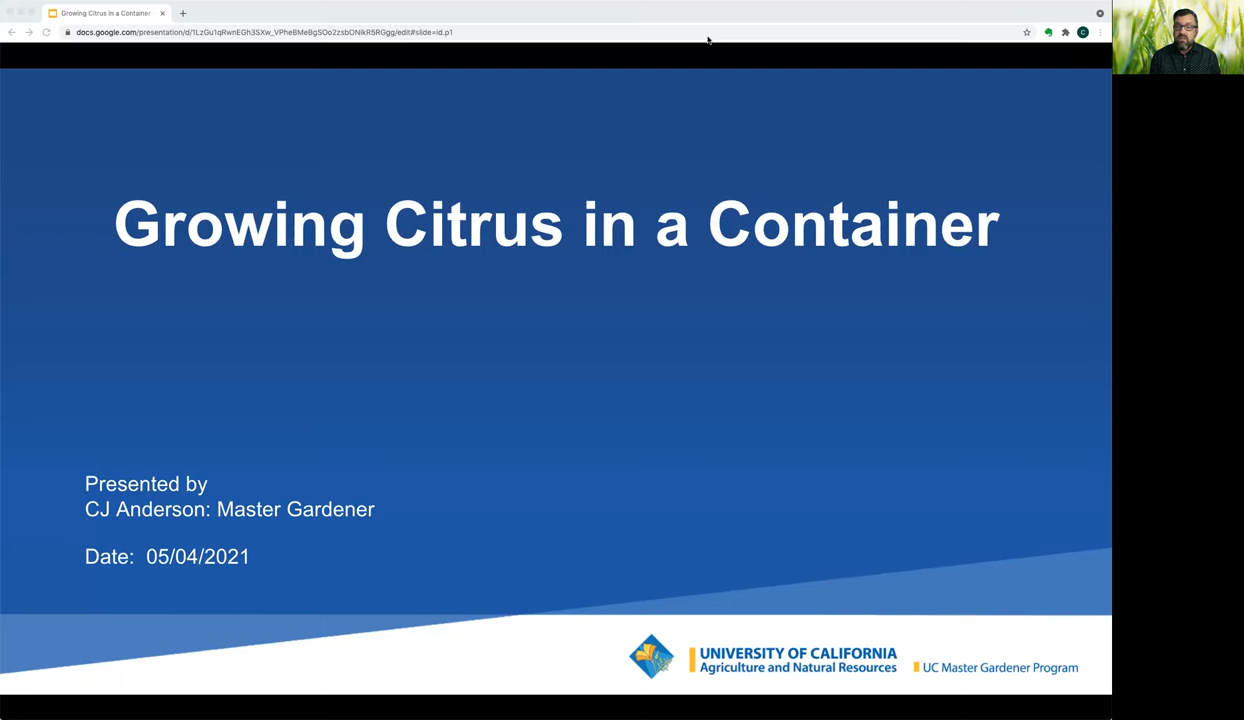 Growing Citrus in a Container
docs.google.com/presentation/d/1LzGu1qRwnEGh3SXw_VPheBMeBgSOo2zsbONikR5RGgg/edit#slide=id.p1
C
Growing Citrus in a Container
Presented by
CJ Anderson: Master Gardener
Date: 05/04/2021
UNIVERSITY OF CALIFORNIA
Agriculture and Natural Resources
UC Master Gardener Program